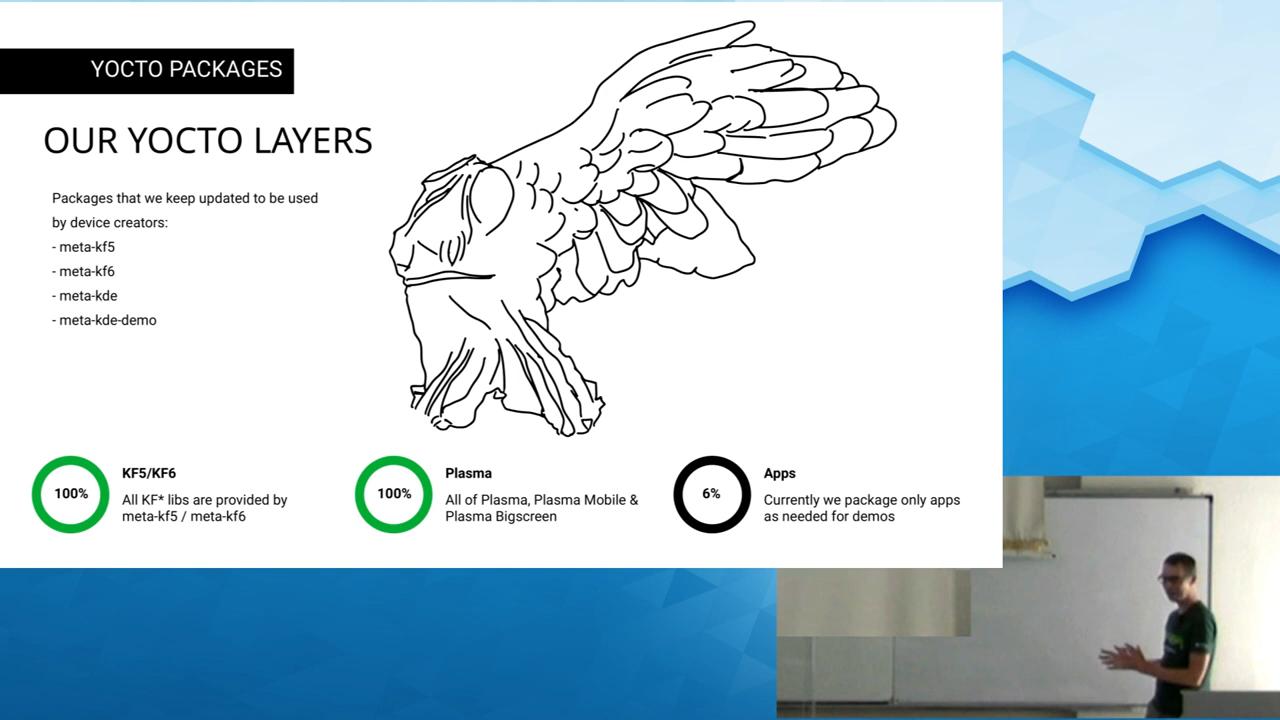 YOCTO PACKAGES
OUR YOCTO LAYERS
Packages that we keep updated to be used
by device creators:
- meta-kf5
- meta-kf6
- meta-kde
- meta-kde-demo
100%
KF5/KF6
All KF* libs are provided by
meta-kf5 / meta-kf6
100%
Plasma
All of Plasma, Plasma Mobile &
Plasma Bigscreen
6%
Apps
Currently we package only apps
as needed for demos